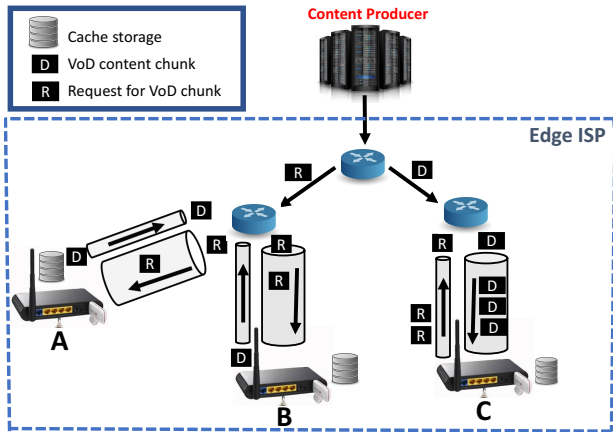 Content Producer
Cache storage
D VoD content chunk
R Request for VoD chunk
Edge ISP
R D
D
D R R R D
R R D
D
R D
R
D
A B C